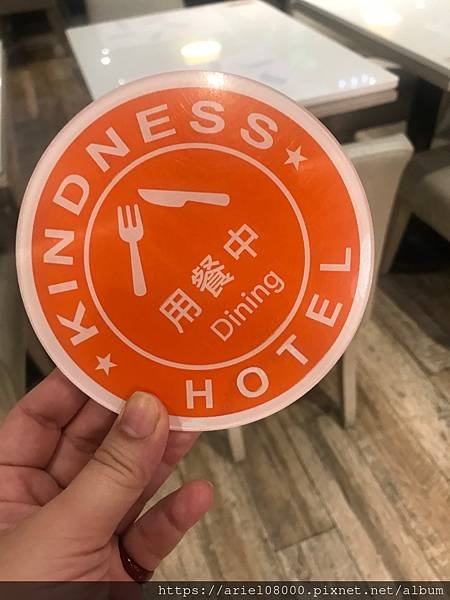 KINDNESS
用餐中
Dining
HOTEL
https://ariel08000.pixnet.net/album